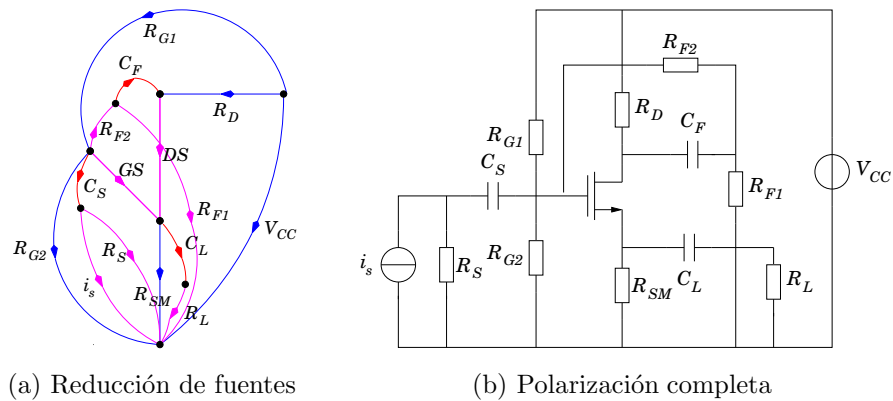 R_G1
C_F
R_D
R_F2
GS
DS
C_S
R_F1
V_CC
R_G2
R_S
C_L
i_s
R_SM
R_L
(a) Reducción de fuentes
R_F2
R_D
C_F
R_G1
C_S
V_CC
R_F1
i_s
R_S
R_G2
R_SM
C_L
R_L
(b) Polarización completa